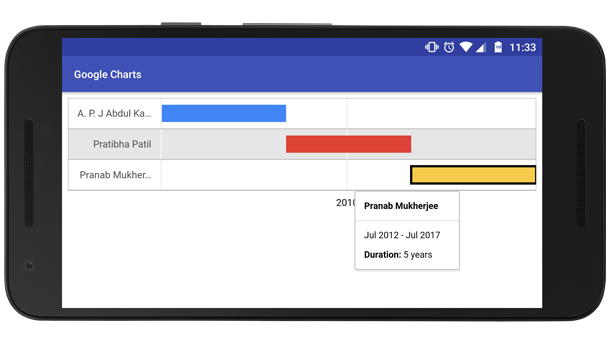 11:33
Google Charts
A. P. J Abdul Ka...
Pratibha Patil
Pranab Mukher...
2010
Pranab Mukherjee
Jul 2012 - Jul 2017
Duration: 5 years